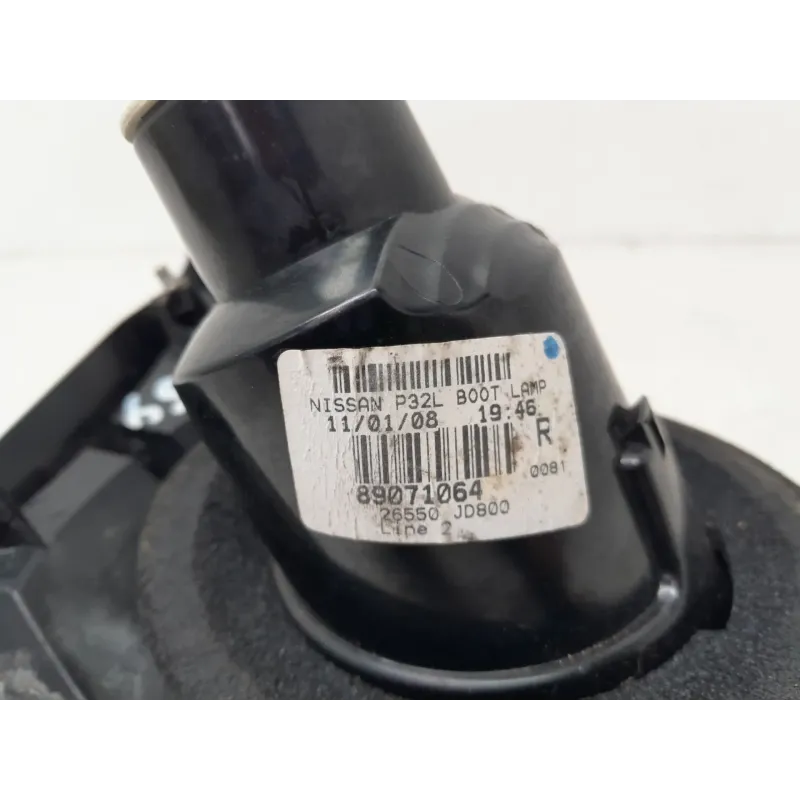 NISSAN P32L BOOT LAMP
11/01/08 19:46
R
0081
89071064
26550 JD800
Line 2